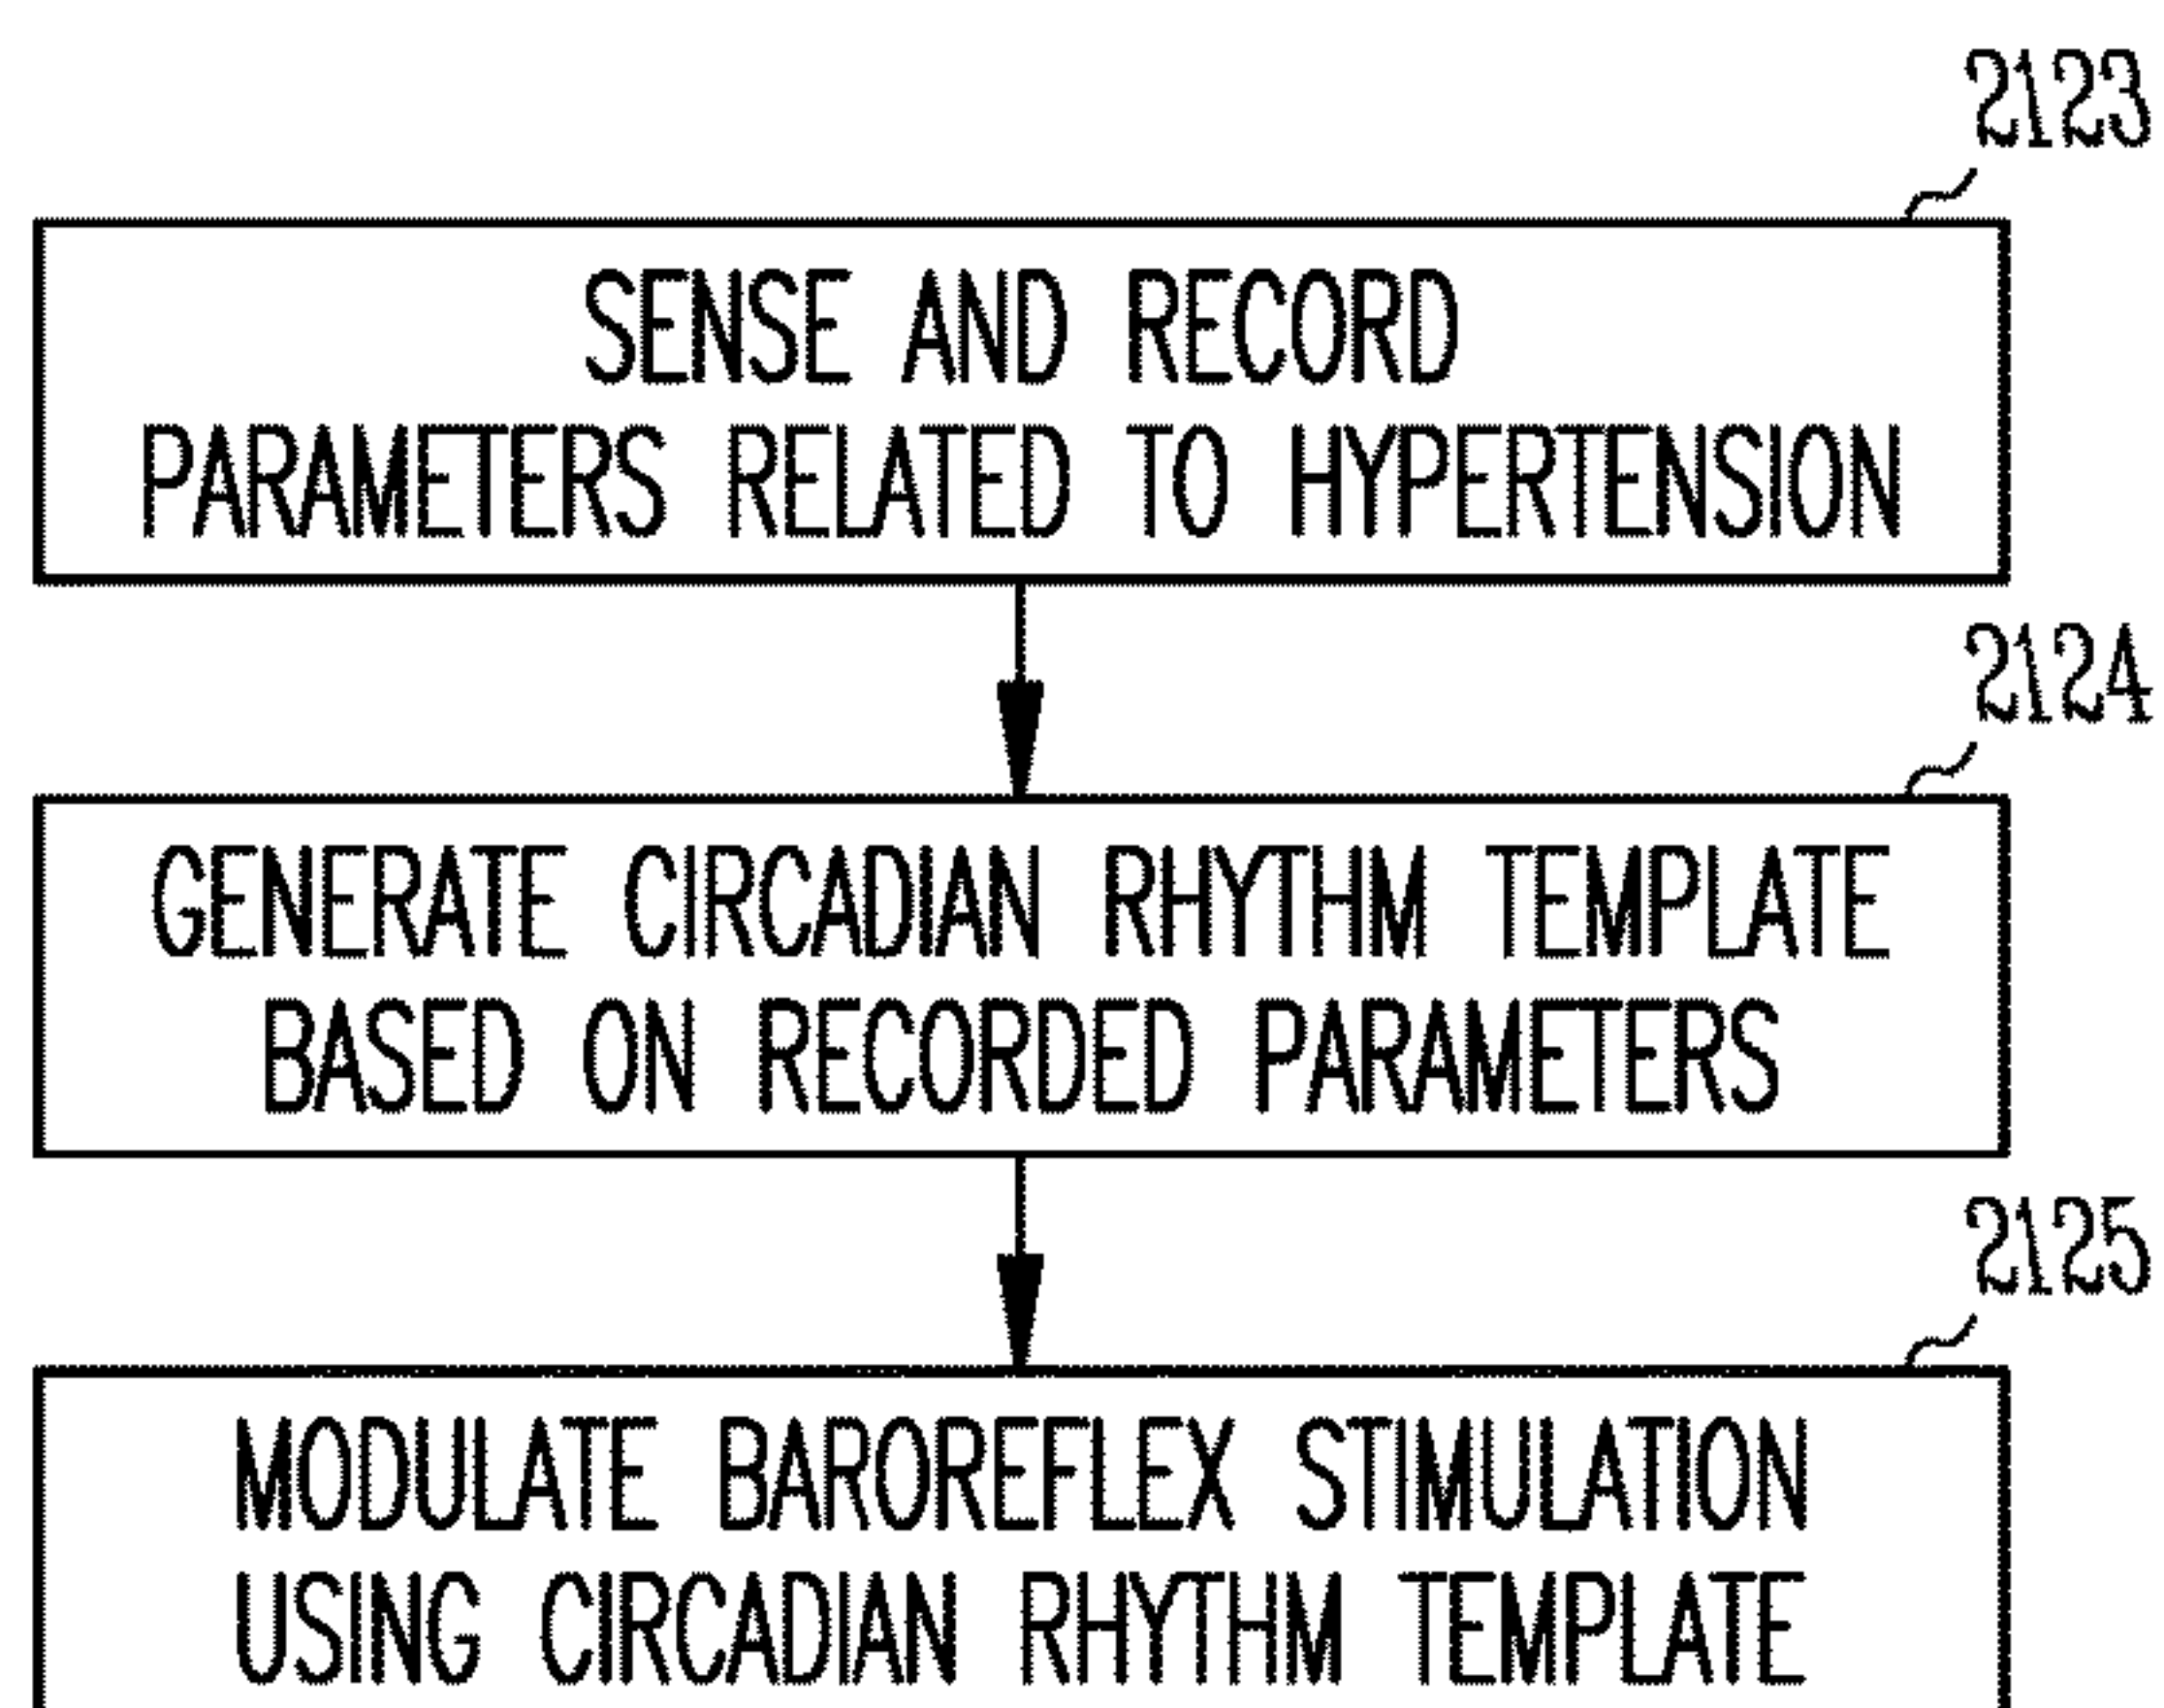 2123
SENSE AND RECORD
PARAMETERS RELATED TO HYPERTENSION
2124
GENERATE CIRCADIAN RHYTHM TEMPLATE
BASED ON RECORDED PARAMETERS
2125
MODULATE BAROREFLEX STIMULATION
USING CIRCADIAN RHYTHM TEMPLATE